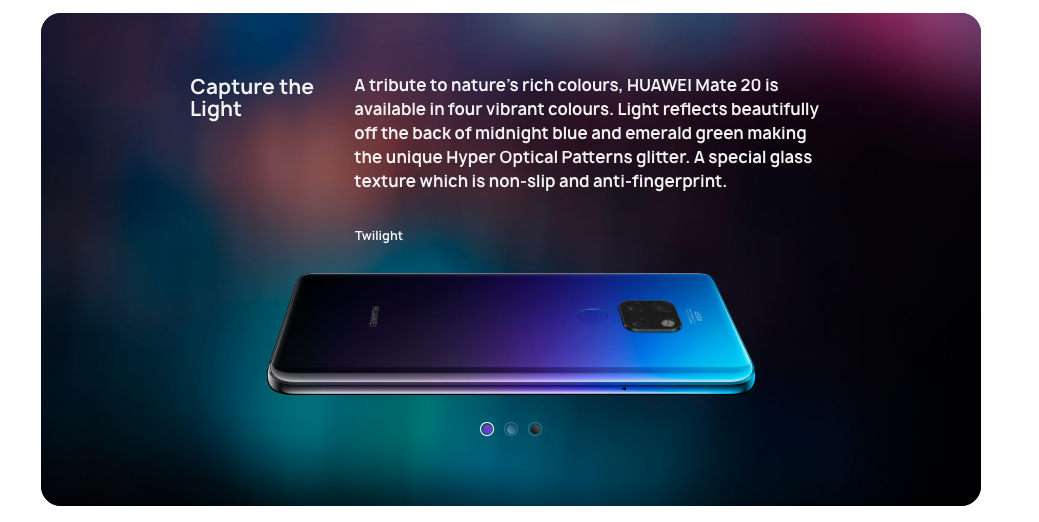 Capture the
Light
A tribute to nature's rich colours, HUAWEI Mate 20 is
available in four vibrant colours. Light reflects beautifully
off the back of midnight blue and emerald green making
the unique Hyper Optical Patterns glitter. A special glass
texture which is non-slip and anti-fingerprint.
Twilight
HUAWEI